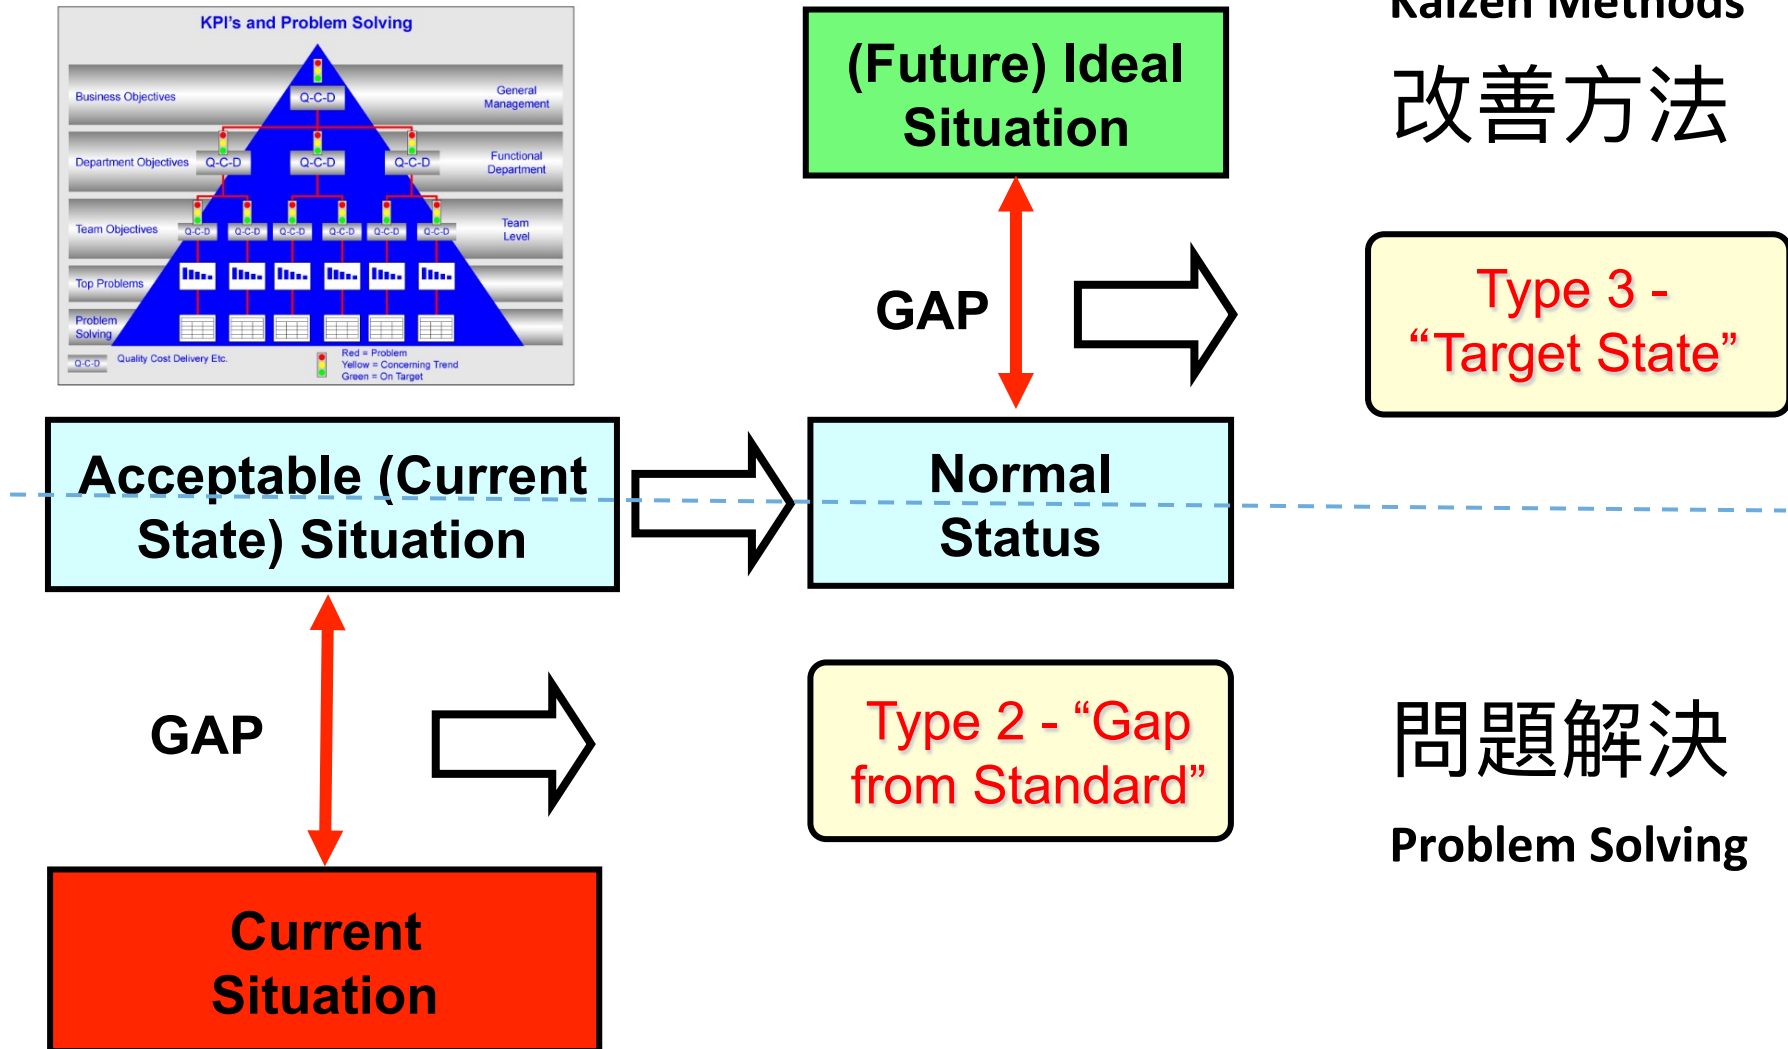 KPI's and Problem Solving
Business Objectives
Q-C-D
General
Management
Department Objectives
Q-C-D
Q-C-D
Q-C-D
Functional
Department
Team Objectives
Q-C-D
Q-C-D
Q-C-D
Q-C-D
Q-C-D
Q-C-D
Team
Level
Top Problems
Problem
Solving
Q-C-D
Quality Cost Delivery Etc.
Red = Problem
Yellow = Concerning Trend
Green = On Target
(Future) Ideal
Situation
Kaizen Methods
改善方法
GAP
Type 3 -
“Target State”
Acceptable (Current
State) Situation
Normal
Status
GAP
Type 2 - “Gap
from Standard”
問題解決
Problem Solving
Current
Situation